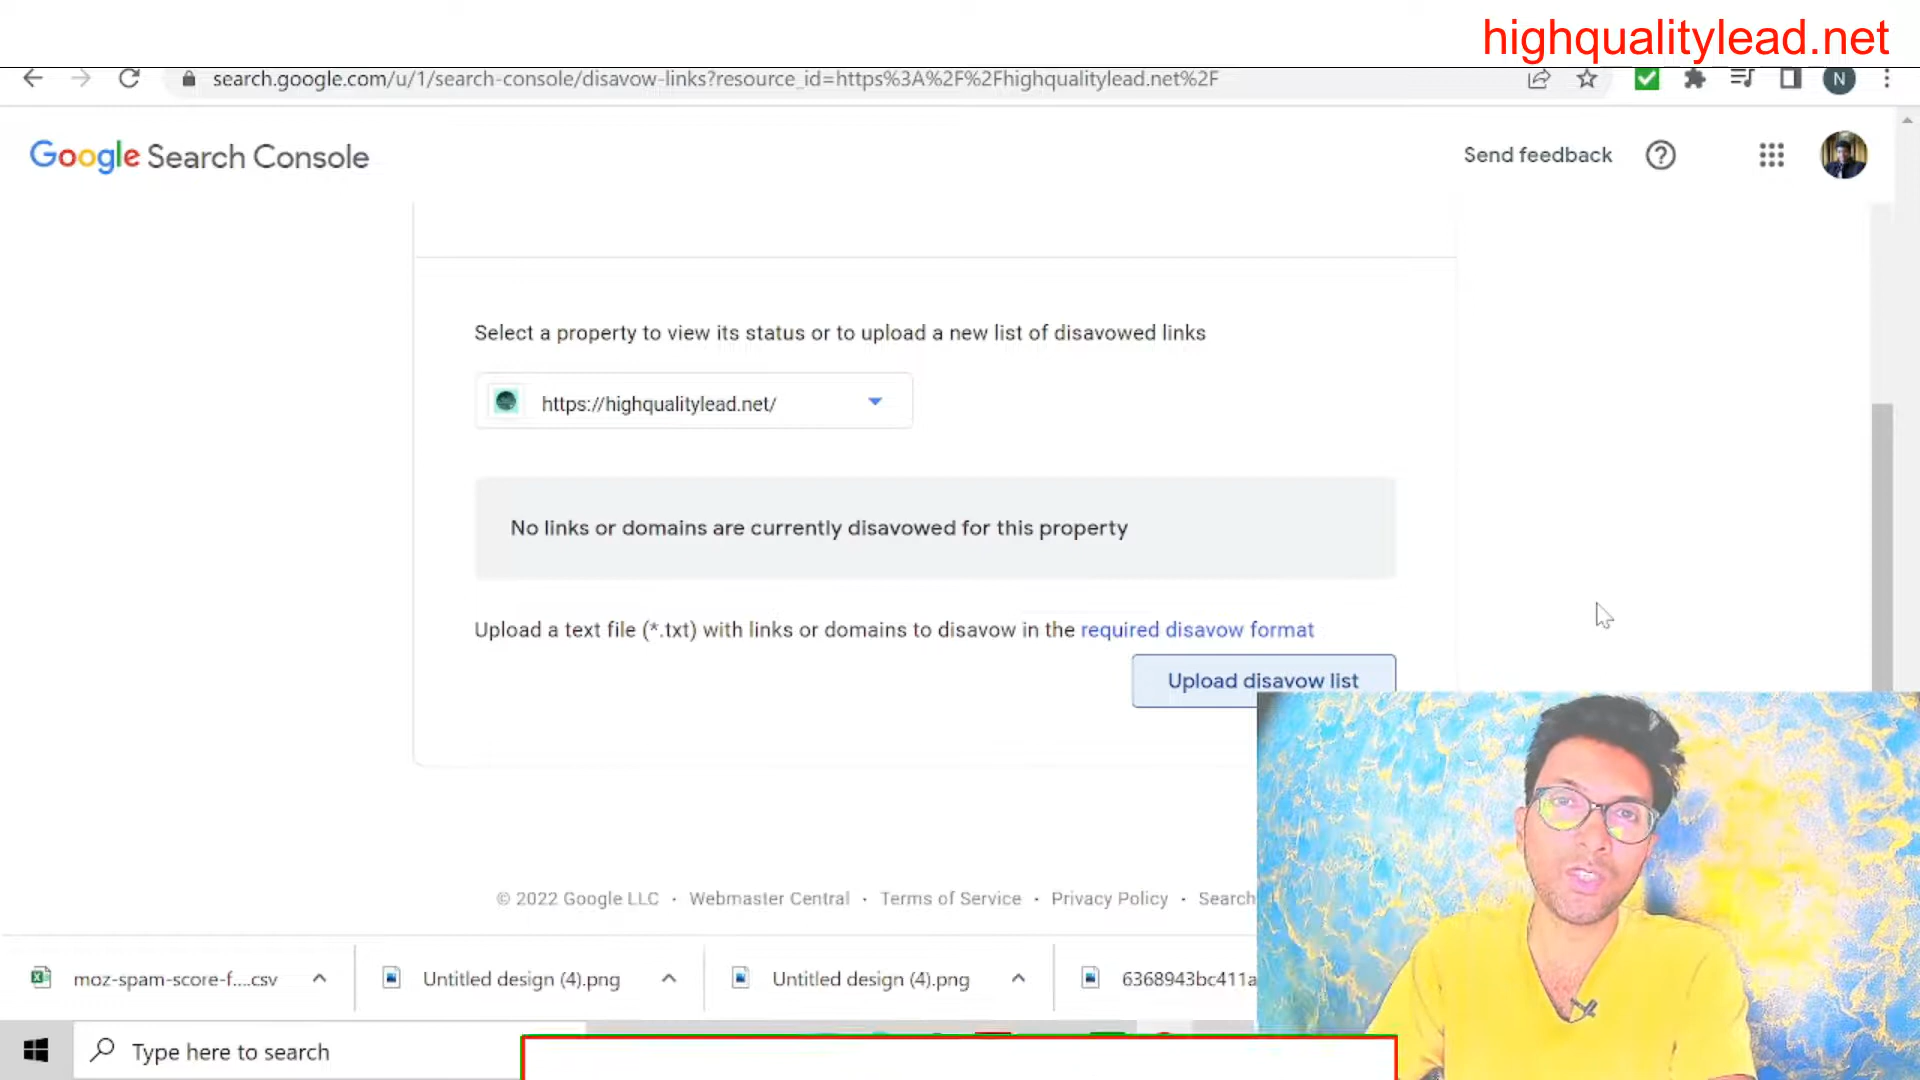 highqualitylead.net
search.google.com/u/1/search-console/disavow-links?resource_id=https%3A%2F%2Fhighqualitylead.net%2F
N
Google Search Console
Send feedback
Select a property to view its status or to upload a new list of disavowed links
https://highqualitylead.net/
No links or domains are currently disavowed for this property
Upload a text file (*.txt) with links or domains to disavow in the required disavow format
Upload disavow list
© 2022 Google LLC · Webmaster Central · Terms of Service · Privacy Policy · Search
moz-spam-score-f....csv
Untitled design (4).png
Untitled design (4).png
6368943bc411a
Type here to search